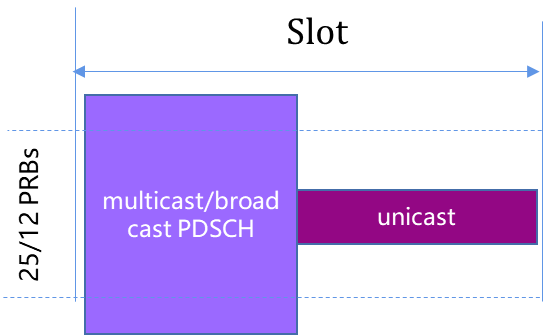 Slot
25/12 PRBs
multicast/broad
cast PDSCH
unicast